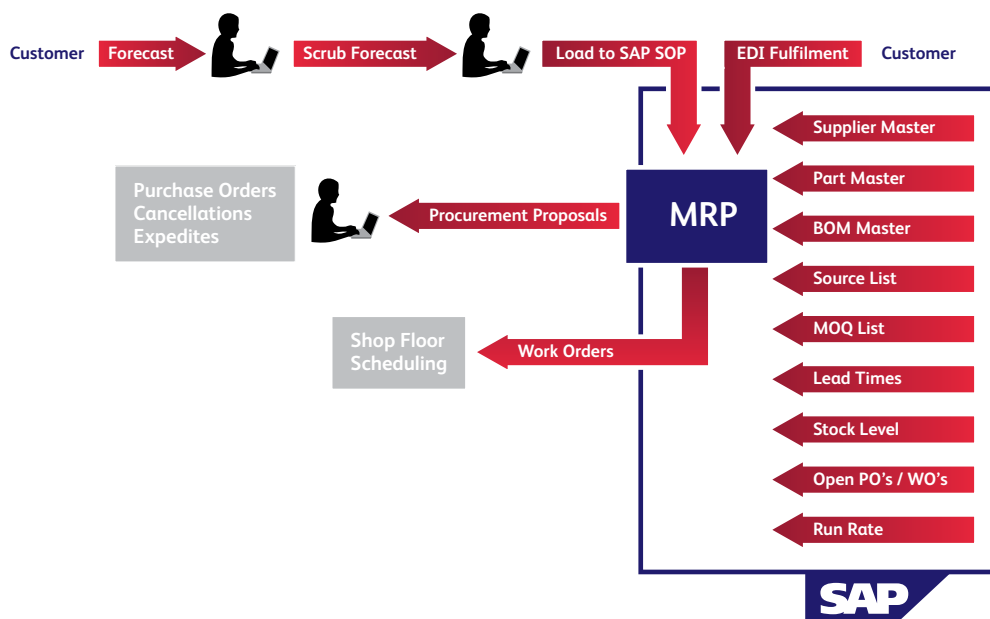 Customer
Forecast
Scrub Forecast
Load to SAP SOP
EDI Fulfilment
Customer
Supplier Master
Purchase Orders
Cancellations
Expedites
Procurement Proposals
MRP
Part Master
BOM Master
Source List
Shop Floor
Scheduling
Work Orders
MOQ List
Lead Times
Stock Level
Open PO's / WO's
Run Rate
SAP